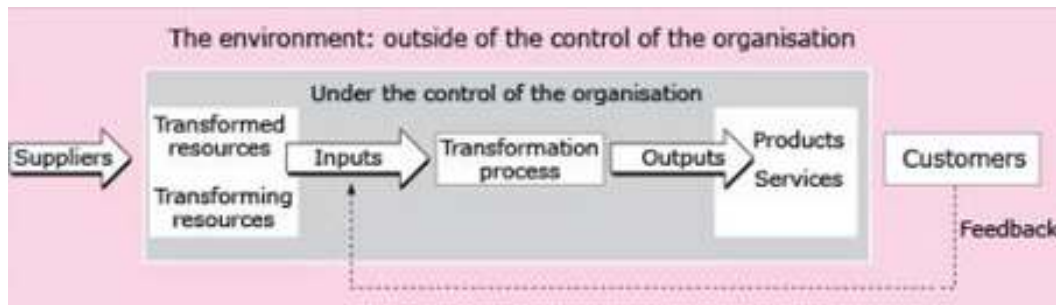 The environment: outside of the control of the organisation
Under the control of the organisation
Suppliers
Transformed
resources
Transforming
resources
Inputs
Transformation
process
Outputs
Products
Services
Customers
Feedback